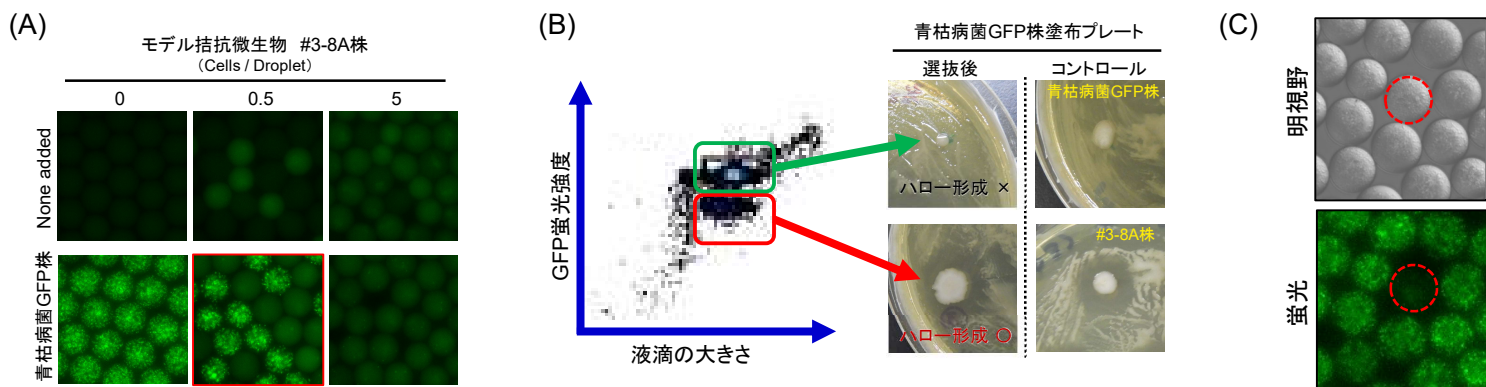 (A)
モデル拮抗微生物 #3-8A株
（Cells / Droplet）
0
0.5
5
None added
青枯病菌GFP株
(B)
GFP蛍光強度
液滴の大きさ
青枯病菌GFP株塗布プレート
選抜後
コントロール
青枯病菌GFP株
ハロー形成 ×
#3-8A株
ハロー形成 〇
(C)
明視野
蛍光